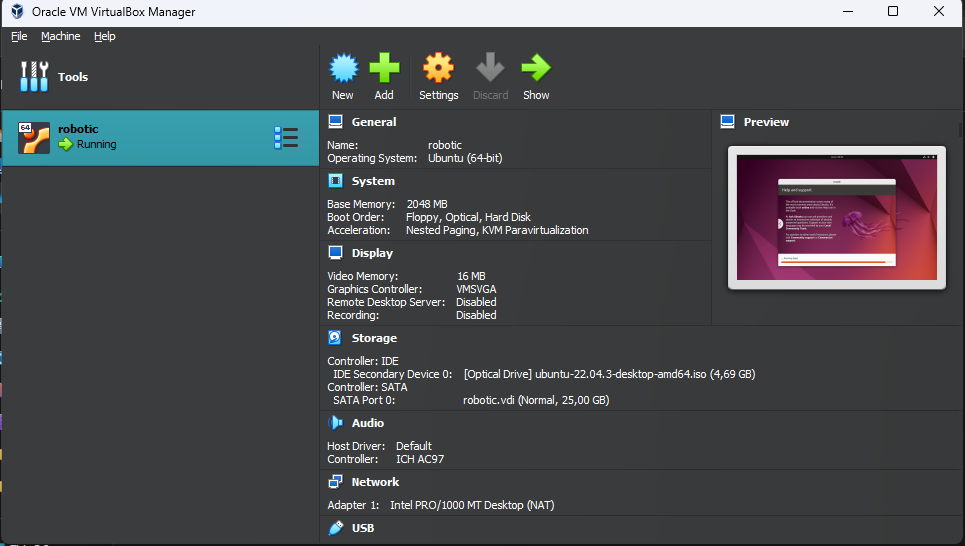 Oracle VM VirtualBox Manager
File Machine Help
Tools
New Add Settings Discard Show
64
robotic
Running
General
Name: robotic
Operating System: Ubuntu (64-bit)
System
Base Memory: 2048 MB
Boot Order: Floppy, Optical, Hard Disk
Acceleration: Nested Paging, KVM Paravirtualization
Display
Video Memory: 16 MB
Graphics Controller: VMSVGA
Remote Desktop Server: Disabled
Recording: Disabled
Storage
Controller: IDE
IDE Secondary Device 0: [Optical Drive] ubuntu-22.04.3-desktop-amd64.iso (4,69 GB)
Controller: SATA
SATA Port 0: robotic.vdi (Normal, 25,00 GB)
Audio
Host Driver: Default
Controller: ICH AC97
Network
Adapter 1: Intel PRO/1000 MT Desktop (NAT)
USB
Preview
Help and support